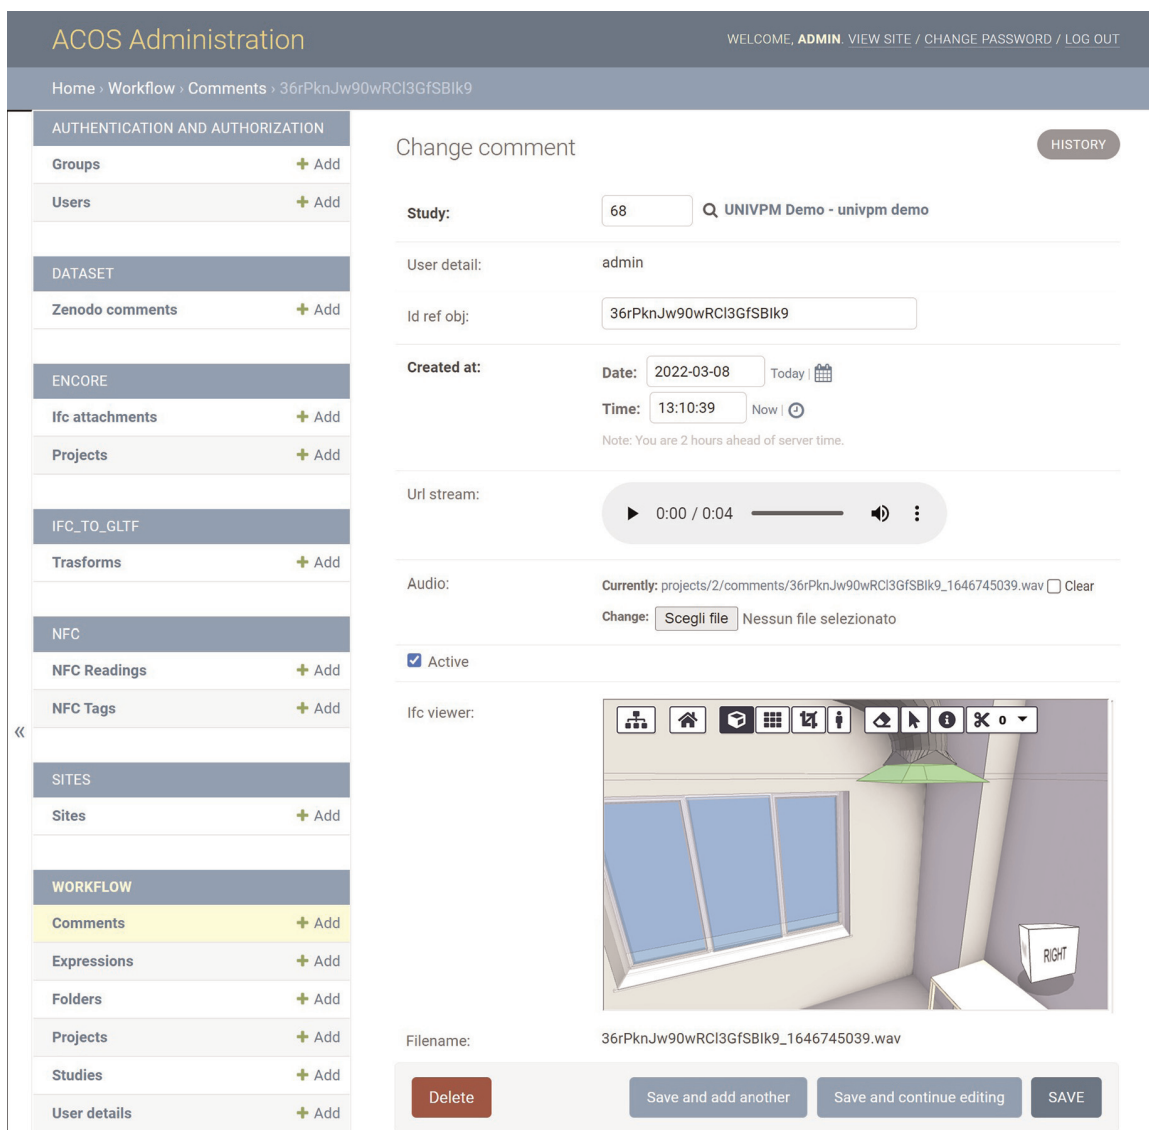 ACOS Administration
WELCOME, ADMIN. VIEW SITE / CHANGE PASSWORD / LOG OUT
Home › Workflow › Comments › 36rPknJw90wRCl3GfSBIk9
AUTHENTICATION AND AUTHORIZATION
Groups + Add
Users + Add
DATASET
Zenodo comments + Add
ENCORE
Ifc attachments + Add
Projects + Add
IFC_TO_GLTF
Trasforms + Add
NFC
NFC Readings + Add
NFC Tags + Add
«
SITES
Sites + Add
WORKFLOW
Comments + Add
Expressions + Add
Folders + Add
Projects + Add
Studies + Add
User details + Add
Change comment
HISTORY
Study: 68 UNIVPM Demo - univpm demo
User detail: admin
Id ref obj: 36rPknJw90wRCl3GfSBIk9
Created at: Date: 2022-03-08 Today |
Time: 13:10:39 Now |
Note: You are 2 hours ahead of server time.
Url stream: 0:00 / 0:04
Audio: Currently: projects/2/comments/36rPknJw90wRCl3GfSBIk9_1646745039.wav Clear
Change: Scegli file Nessun file selezionato
Active
Ifc viewer:
0
RIGHT
Filename: 36rPknJw90wRCl3GfSBIk9_1646745039.wav
Delete Save and add another Save and continue editing SAVE